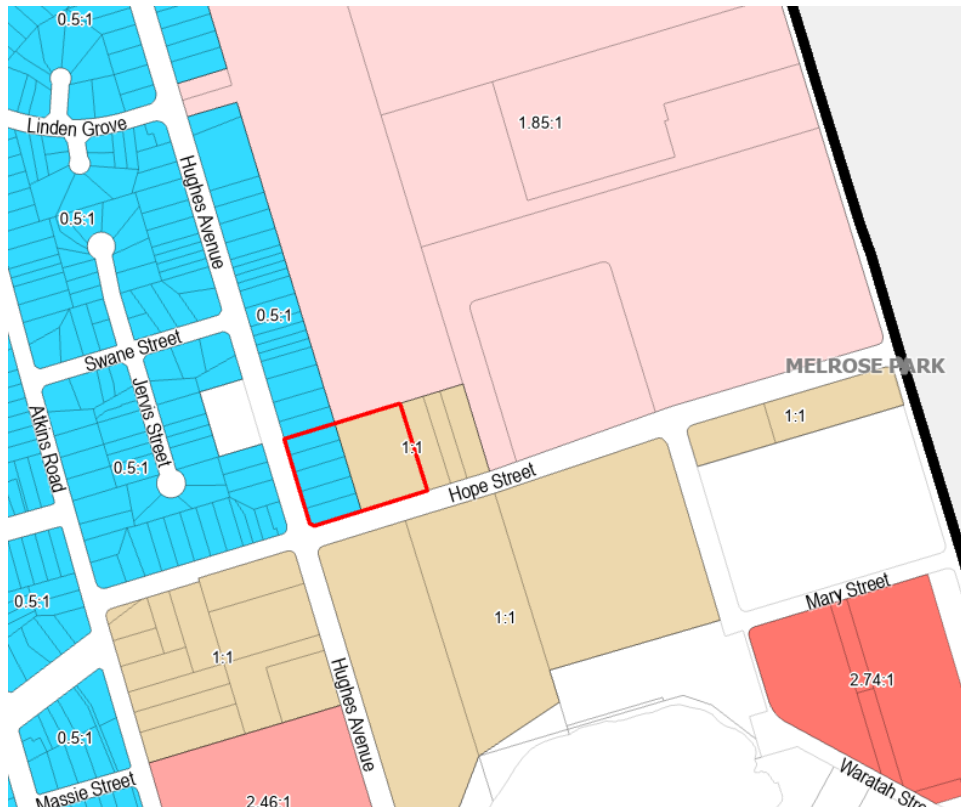 0.5:1
Linden Grove
1.85:1
Hughes Avenue
0.5:1
0.5:1
Swane Street
MELROSE PARK
Jervis Street
Atkins Road
1:1
1:1
0.5:1
Hope Street
0.5:1
Mary Street
1:1
1:1
Hughes Avenue
2.74:1
0.5:1
Massie Street
2.46:1
Waratah Stre